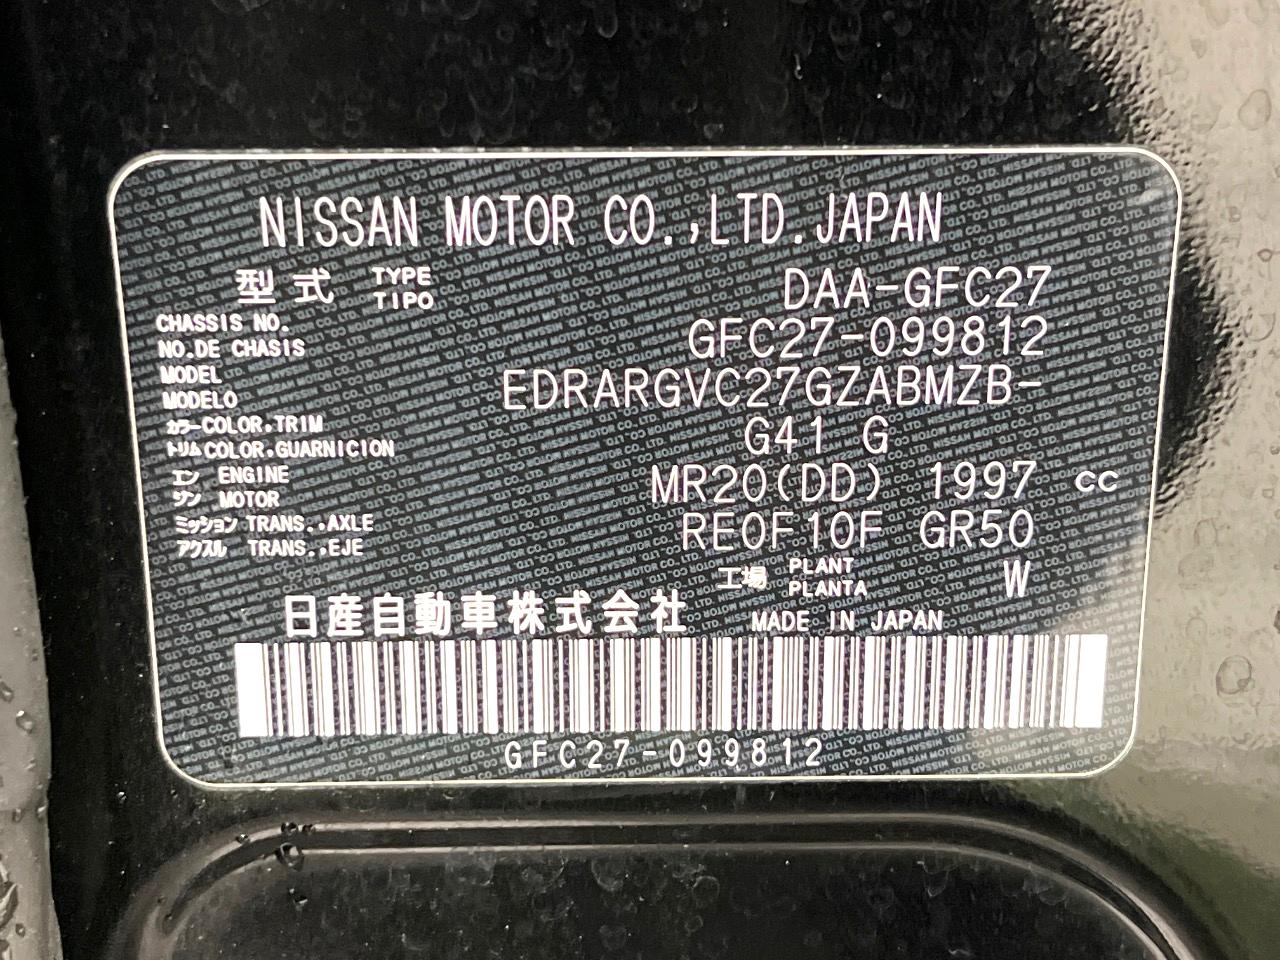 NISSAN MOTOR CO.,LTD.JAPAN
型式 TYPE TIPO DAA-GFC27
CHASSIS NO. NO.DE CHASIS GFC27-099812
MODEL MODELO EDRARGVC27GZABMZB-
カラー COLOR.TRIM
トリム COLOR.GUARNICION G41 G
エンジン ENGINE MOTOR MR20(DD) 1997 cc
ミッション TRANS.,AXLE
アクスル TRANS.,EJE RE0F10F GR50
工場 PLANT PLANTA W
日産自動車株式会社 MADE IN JAPAN
GFC27-099812